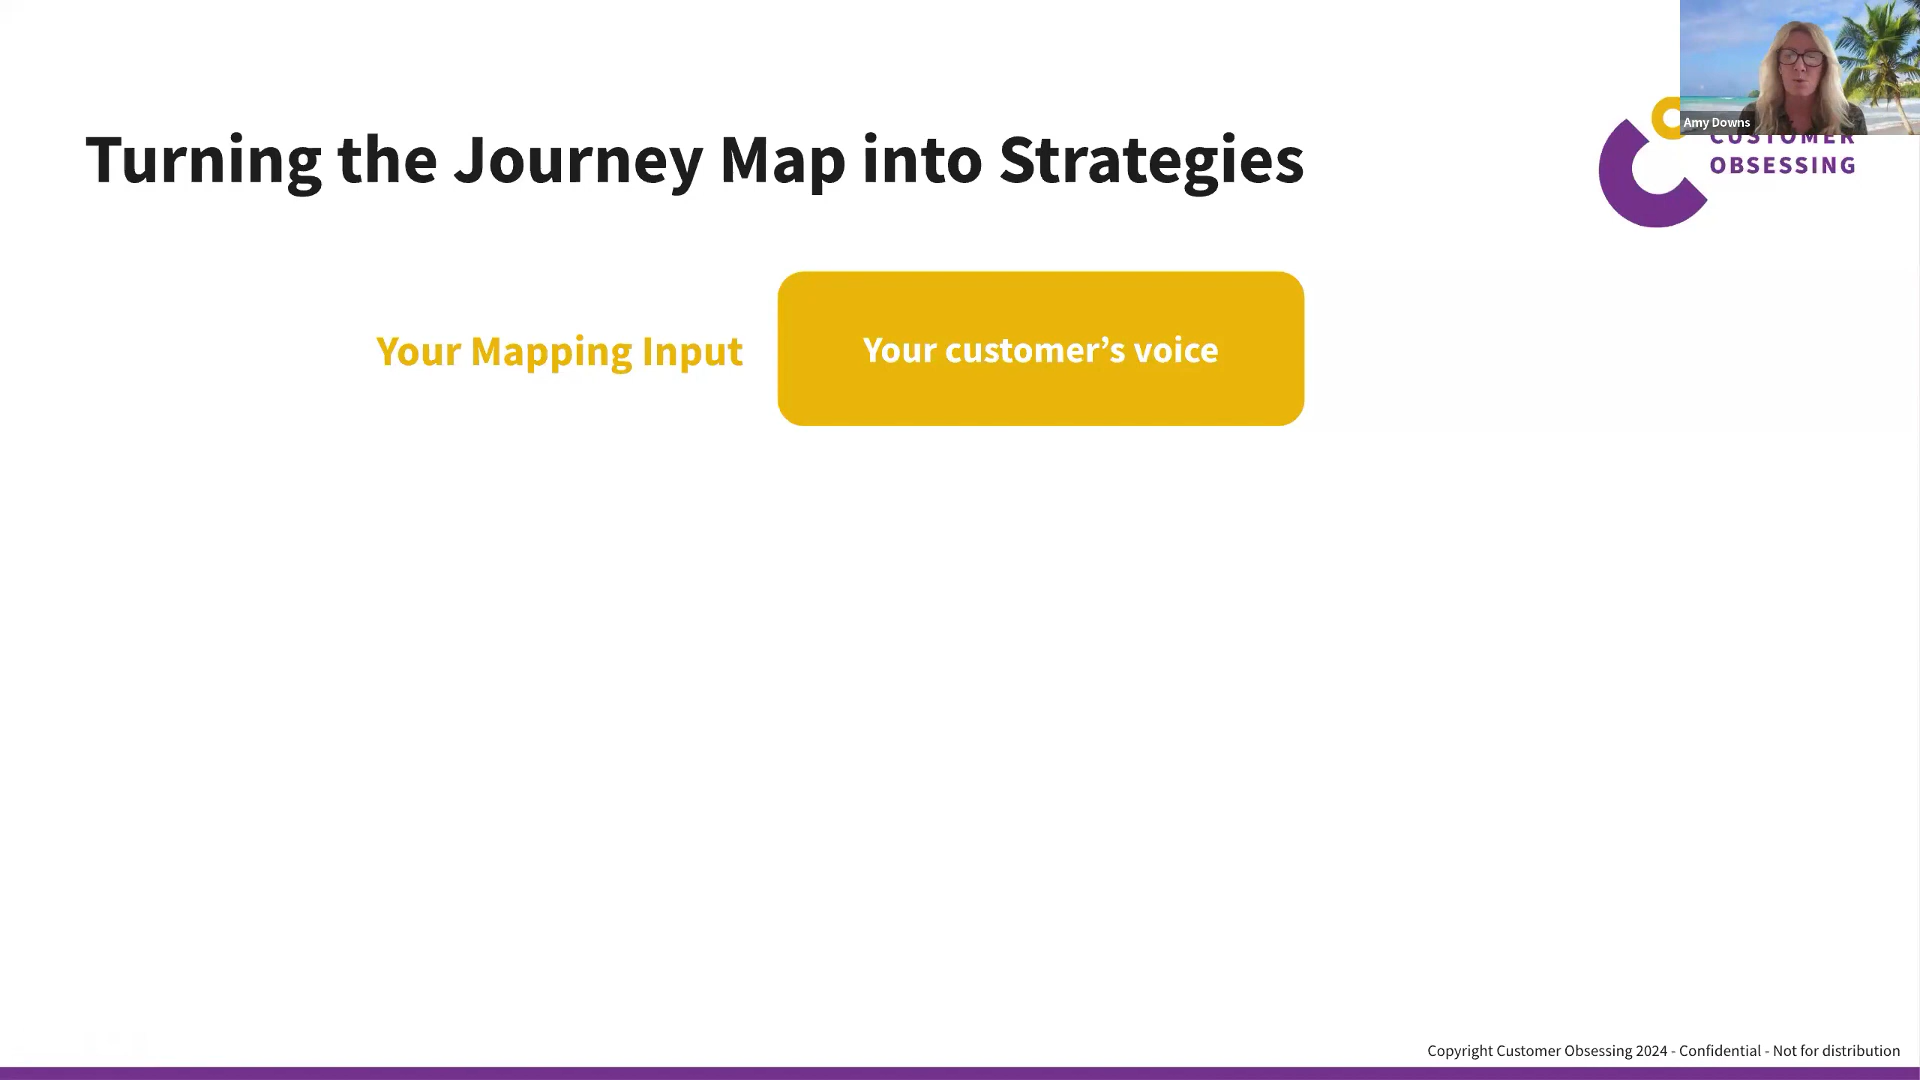 Amy Downs
CUSTOMER
OBSESSING
Turning the Journey Map into Strategies
Your Mapping Input
Your customer’s voice
Copyright Customer Obsessing 2024 - Confidential - Not for distribution